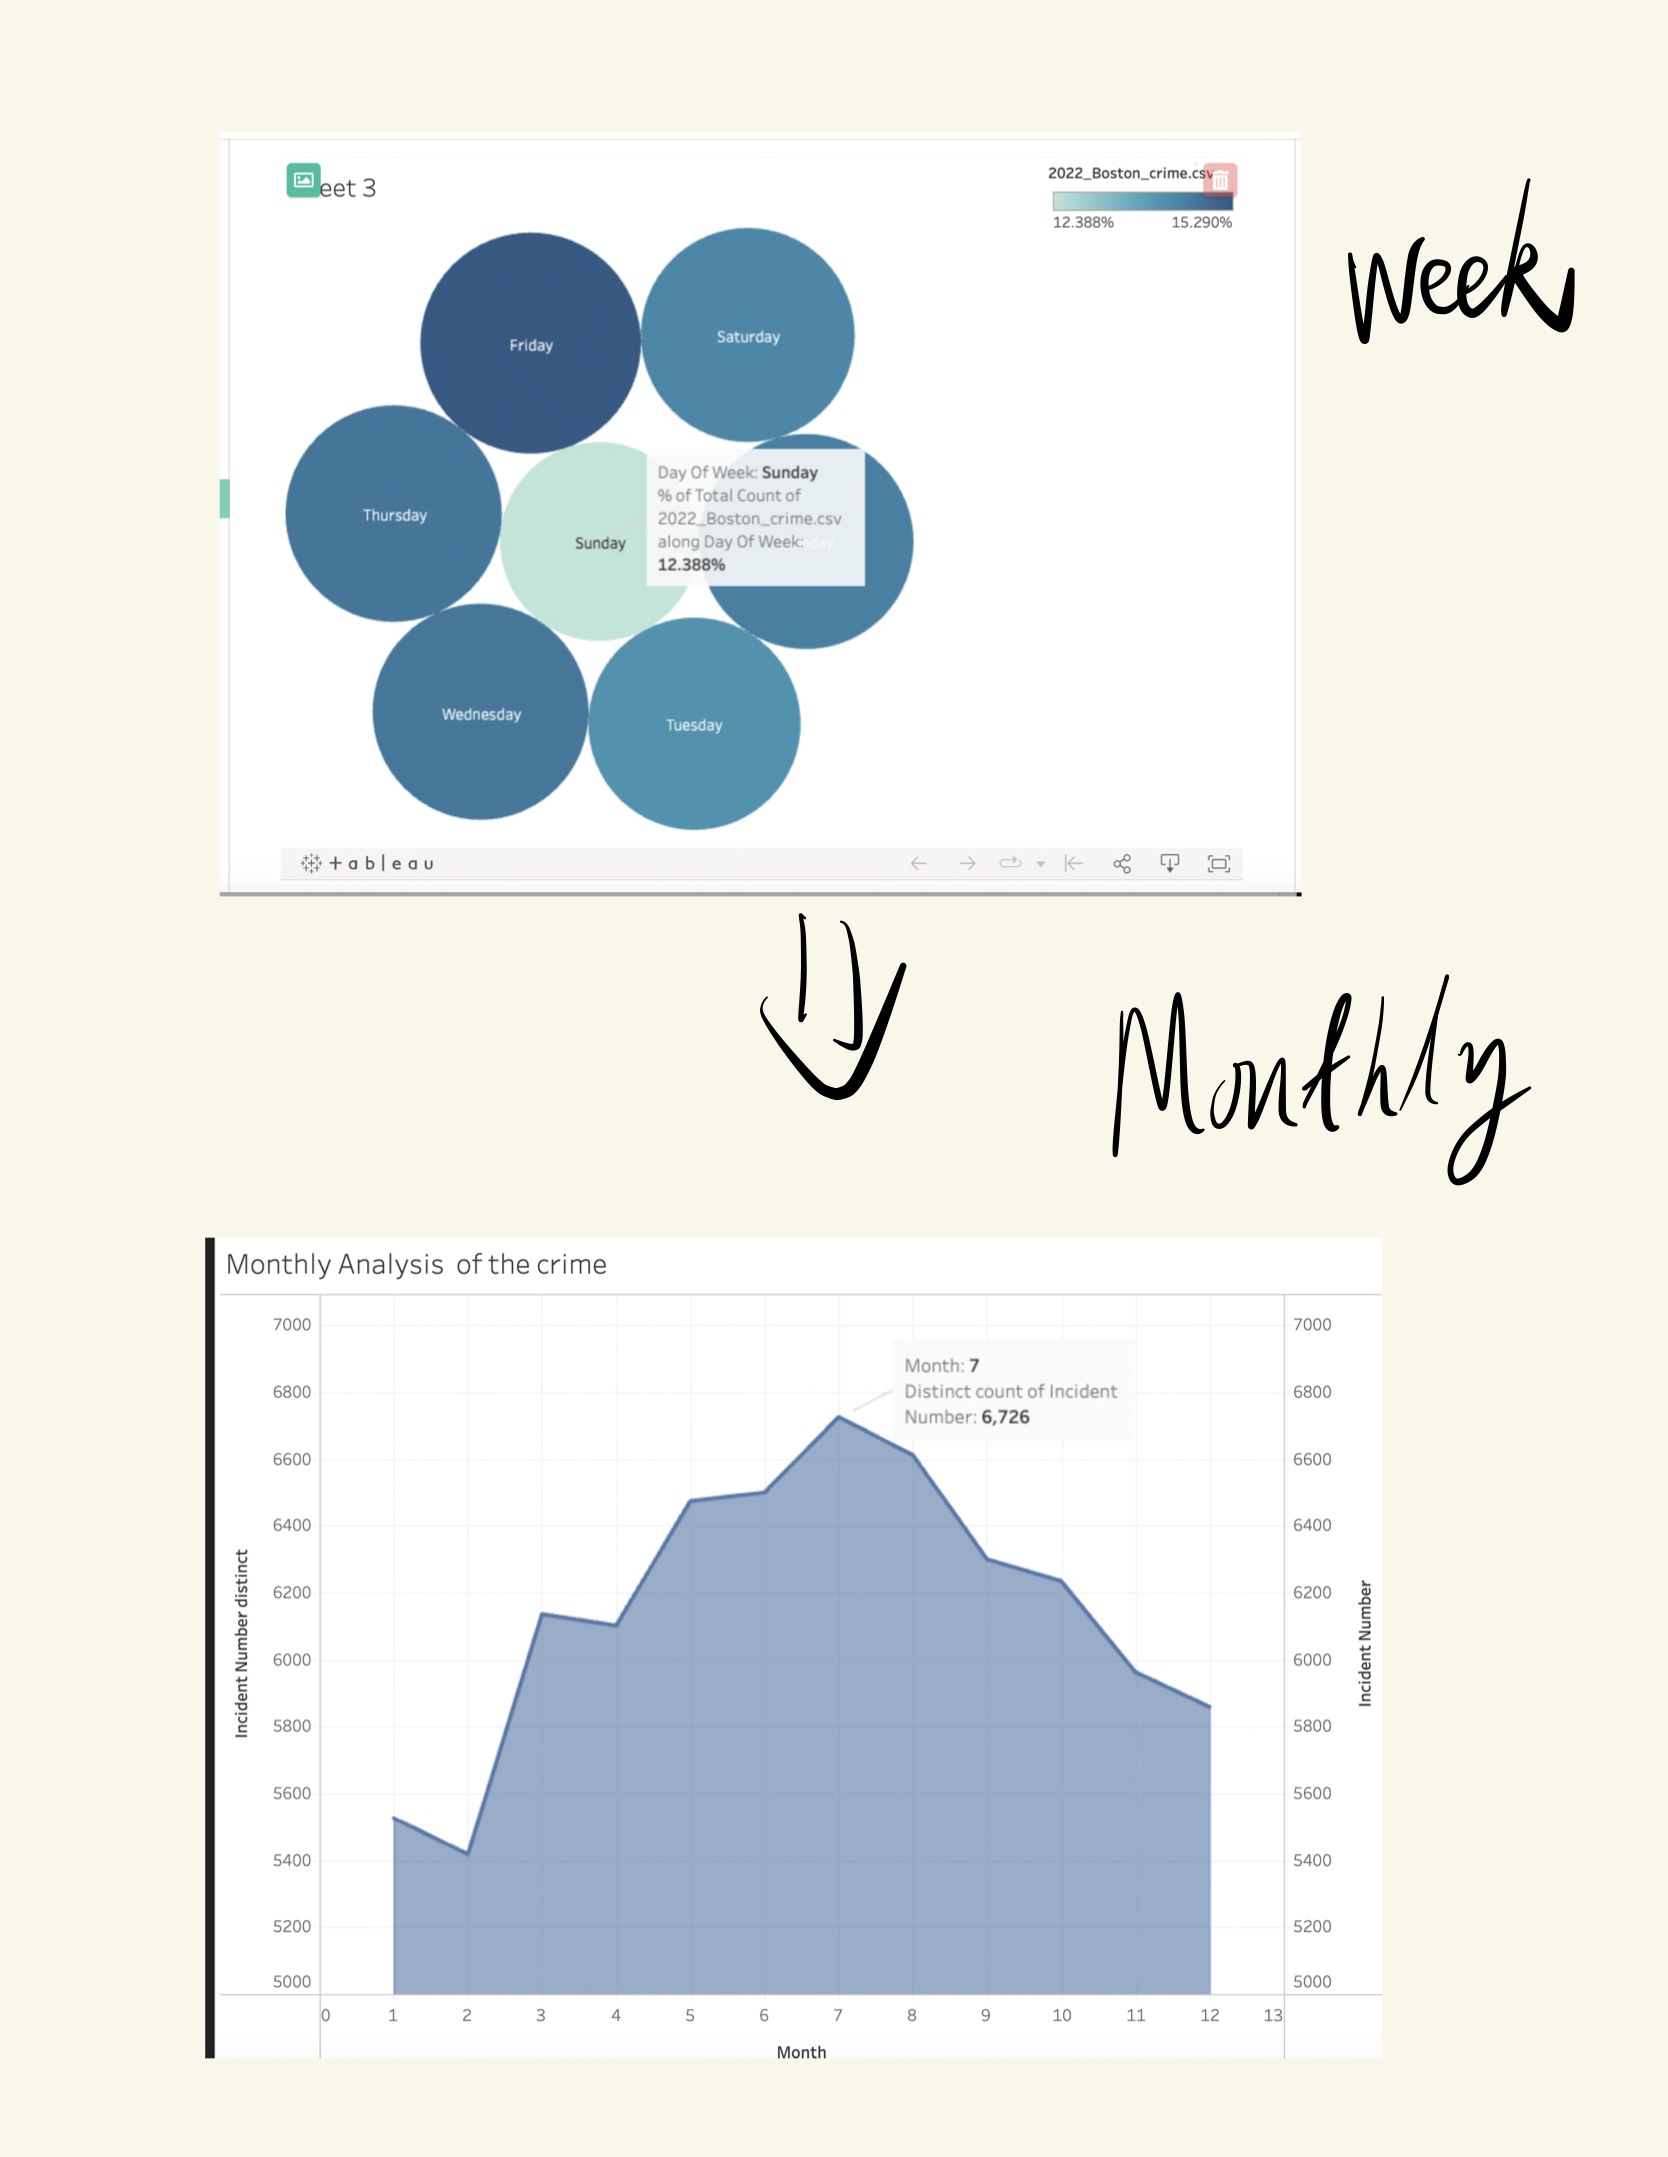 eet 3
2022_Boston_crime.csv
12.388% 15.290%
Week
Friday
Saturday
Thursday
Sunday
Day Of Week: Sunday
% of Total Count of
2022_Boston_crime.csv
along Day Of Week:
12.388%
Wednesday
Tuesday
+ableau
Monthly
Monthly Analysis of the crime
Incident Number distinct
7000
6800
6600
6400
6200
6000
5800
5600
5400
5200
5000
Month: 7
Distinct count of Incident
Number: 6,726
7000
6800
6600
6400
6200
6000
5800
5600
5400
5200
5000
Incident Number
0 1 2 3 4 5 6 7 8 9 10 11 12 13
Month